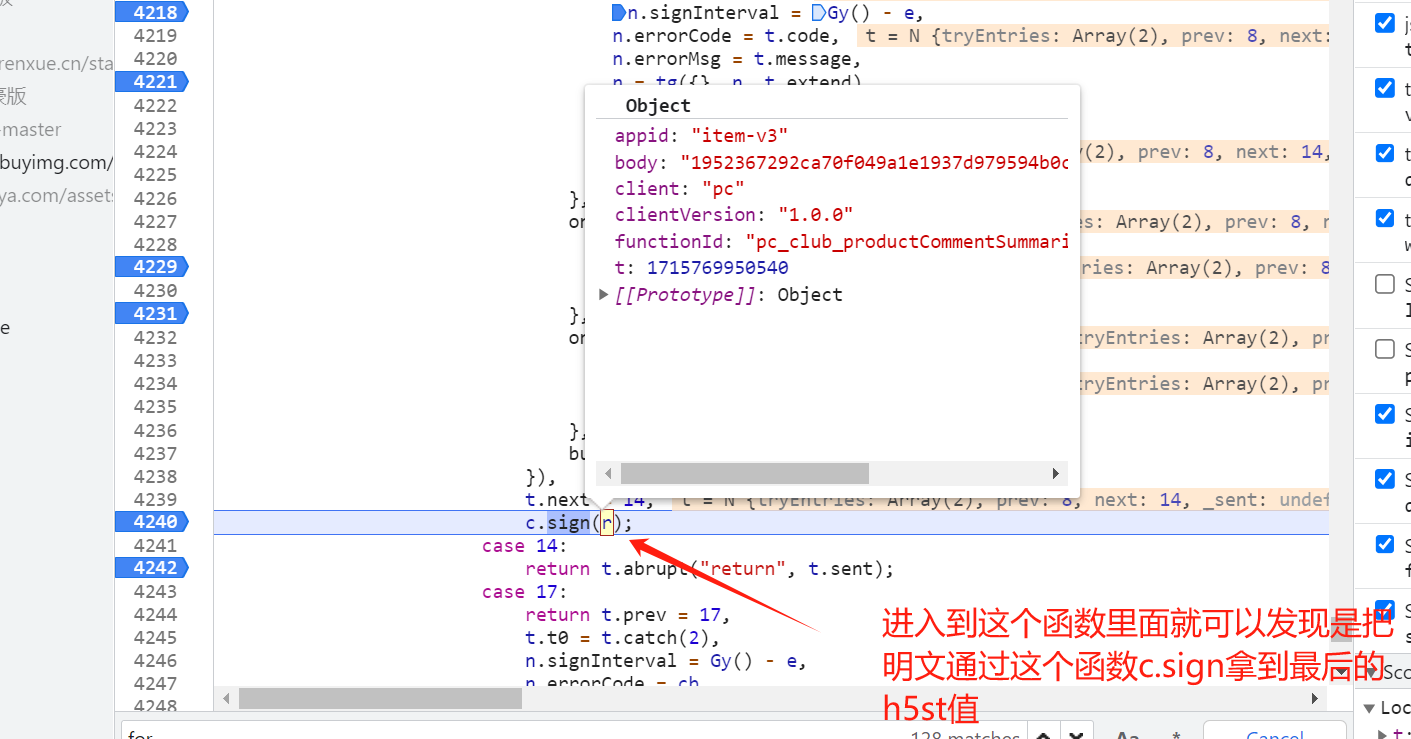 4218 n.signInterval = Gy() - e,
4219 n.errorCode = t.code, t = N {tryEntries: Array(2), prev: 8, next:
4220 n.errorMsg = t.message,
renxue.cn/sta
4221
豪版
4222
4223
-master
4224 (2), prev: 8, next: 14,
buyimg.com/
4225
ya.com/assets
4226 },
4227 on es: Array(2), prev: 8, n
4228
4229 ries: Array(2), prev: 8
4230
4231 },
e
4232 on ryEntries: Array(2), pr
4233
4234 ryEntries: Array(2), pr
4235
4236 },
4237 bu
4238 }),
4239 t.next 14, t = N {tryEntries: Array(2), prev: 8, next: 14, _sent: undef
4240 c.sign(r);
4241 case 14:
4242 return t.abrupt("return", t.sent);
4243 case 17:
4244 return t.prev = 17,
4245 t.t0 = t.catch(2),
4246 n.signInterval = Gy() - e,
4247 n.errorCode = ch
4248
Object
appid: "item-v3"
body: "1952367292ca70f049a1e1937d979594b0c
client: "pc"
clientVersion: "1.0.0"
functionId: "pc_club_productCommentSummari
t: 1715769950540
[[Prototype]]: Object
进入到这个函数里面就可以发现是把
明文通过这个函数c.sign拿到最后的
h5st值
Sco
Loc
for
128 matches
Aa
.*
Cancel